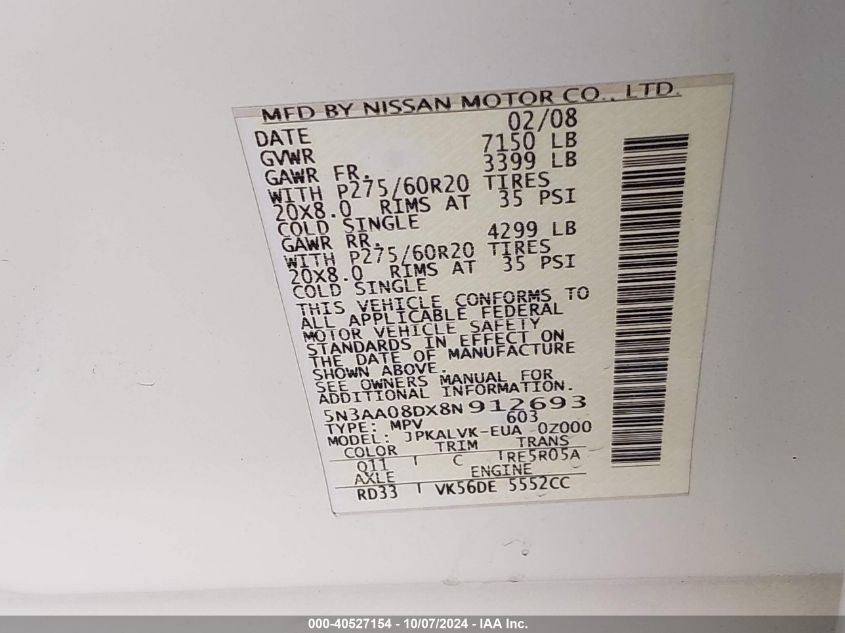 MFD BY NISSAN MOTOR CO., LTD.
DATE 02/08
GVWR 7150 LB
GAWR FR. 3399 LB
WITH P275/60R20 TIRES
20X8.0 RIMS AT 35 PSI
COLD SINGLE
GAWR RR. 4299 LB
WITH P275/60R20 TIRES
20X8.0 RIMS AT 35 PSI
COLD SINGLE
THIS VEHICLE CONFORMS TO
ALL APPLICABLE FEDERAL
MOTOR VEHICLE SAFETY
STANDARDS IN EFFECT ON
THE DATE OF MANUFACTURE
SHOWN ABOVE.
SEE OWNERS MANUAL FOR
ADDITIONAL INFORMATION.
5N3AA08DX8N912693
TYPE: MPV 603
MODEL: JPKALVK-EUA 0Z000
COLOR TRIM TRANS
Q11 C RE5R05A
AXLE ENGINE
RD33 VK56DE 5552CC
000-40527154 - 10/07/2024 - IAA Inc.